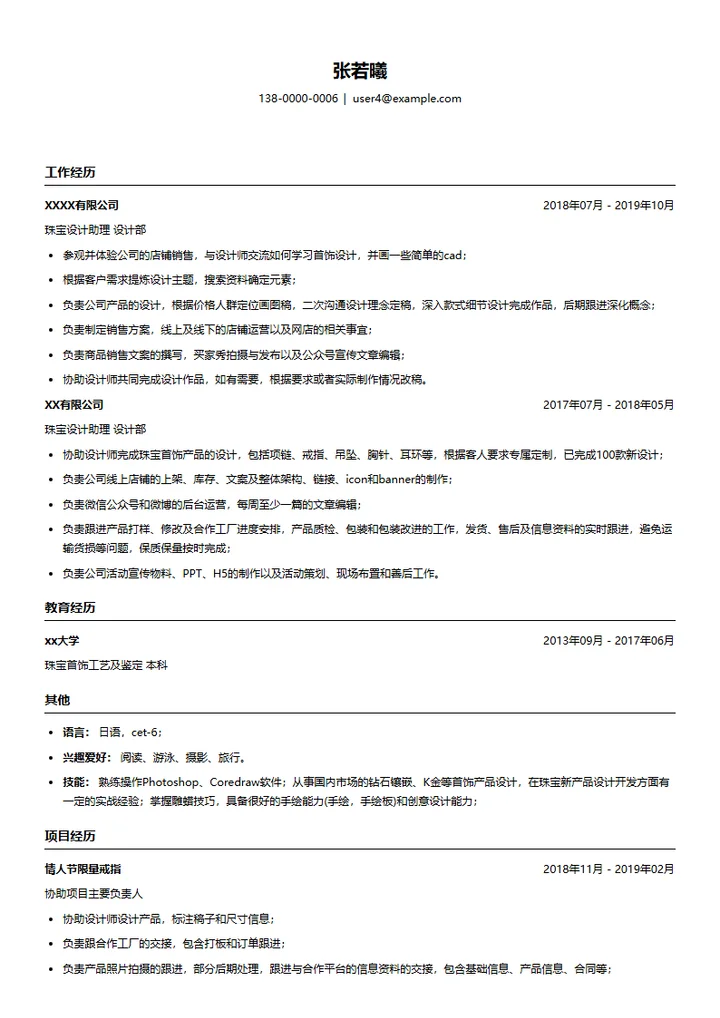 张若曦
138-0000-0006 | user4@example.com
工作经历
XXXX有限公司 2018年07月 - 2019年10月
珠宝设计助理 设计部
• 参观并体验公司的店铺销售，与设计师交流如何学习首饰设计，并画一些简单的cad；
• 根据客户需求提炼设计主题，搜索资料确定元素；
• 负责公司产品的设计，根据价格人群定位画图稿，二次沟通设计理念定稿，深入款式细节设计完成作品，后期跟进深化概念；
• 负责制定销售方案，线上及线下的店铺运营以及网店的相关事宜；
• 负责商品销售文案的撰写，买家秀拍摄与发布以及公众号宣传文章编辑；
• 协助设计师共同完成设计作品，如有需要，根据要求或者实际制作情况改稿。
XX有限公司 2017年07月 - 2018年05月
珠宝设计助理 设计部
• 协助设计师完成珠宝首饰产品的设计，包括项链、戒指、吊坠、胸针、耳环等，根据客人要求专属定制，已完成100款新设计；
• 负责公司线上店铺的上架、库存、文案及整体架构、链接、icon和banner的制作；
• 负责微信公众号和微博的后台运营，每周至少一篇的文章编辑；
• 负责跟进产品打样、修改及合作工厂进度安排，产品质检、包装和包装改进的工作，发货、售后及信息资料的实时跟进，避免运
输货损等问题，保质保量按时完成；
• 负责公司活动宣传物料、PPT、H5的制作以及活动策划、现场布置和善后工作。
教育经历
xx大学 2013年09月 - 2017年06月
珠宝首饰工艺及鉴定 本科
其他
• 语言： 日语，cet-6；
• 兴趣爱好： 阅读、游泳、摄影、旅行。
• 技能： 熟练操作Photoshop、Coredraw软件；从事国内市场的钻石镶嵌、K金等首饰产品设计，在珠宝新产品设计开发方面有
一定的实战经验；掌握雕蜡技巧，具备很好的手绘能力(手绘，手绘板)和创意设计能力；
项目经历
情人节限量戒指 2018年11月 - 2019年02月
协助项目主要负责人
• 协助设计师设计产品，标注稿子和尺寸信息；
• 负责跟合作工厂的交接，包含打板和订单跟进；
• 负责产品照片拍摄的跟进，部分后期处理，跟进与合作平台的信息资料的交接，包含基础信息、产品信息、合同等；